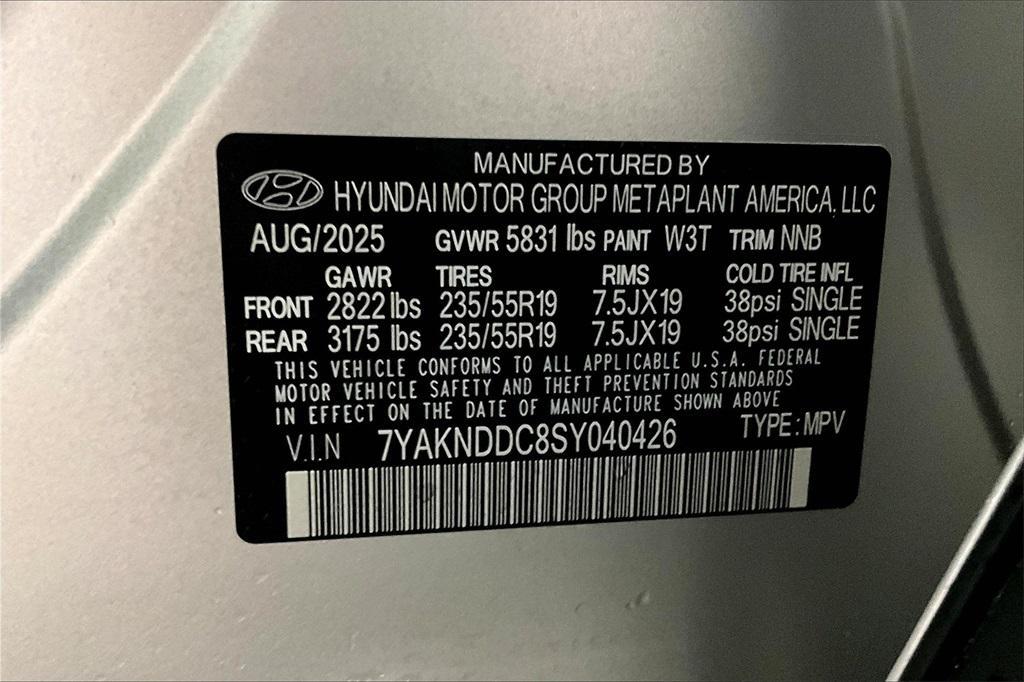 MANUFACTURED BY
HYUNDAI MOTOR GROUP METAPLANT AMERICA, LLC
AUG/2025 GVWR 5831 lbs PAINT W3T TRIM NNB
GAWR TIRES RIMS COLD TIRE INFL
FRONT 2822 lbs 235/55R19 7.5JX19 38psi SINGLE
REAR 3175 lbs 235/55R19 7.5JX19 38psi SINGLE
THIS VEHICLE CONFORMS TO ALL APPLICABLE U.S.A. FEDERAL
MOTOR VEHICLE SAFETY AND THEFT PREVENTION STANDARDS
IN EFFECT ON THE DATE OF MANUFACTURE SHOWN ABOVE
V.I.N 7YAKNDDC8SY040426 TYPE: MPV